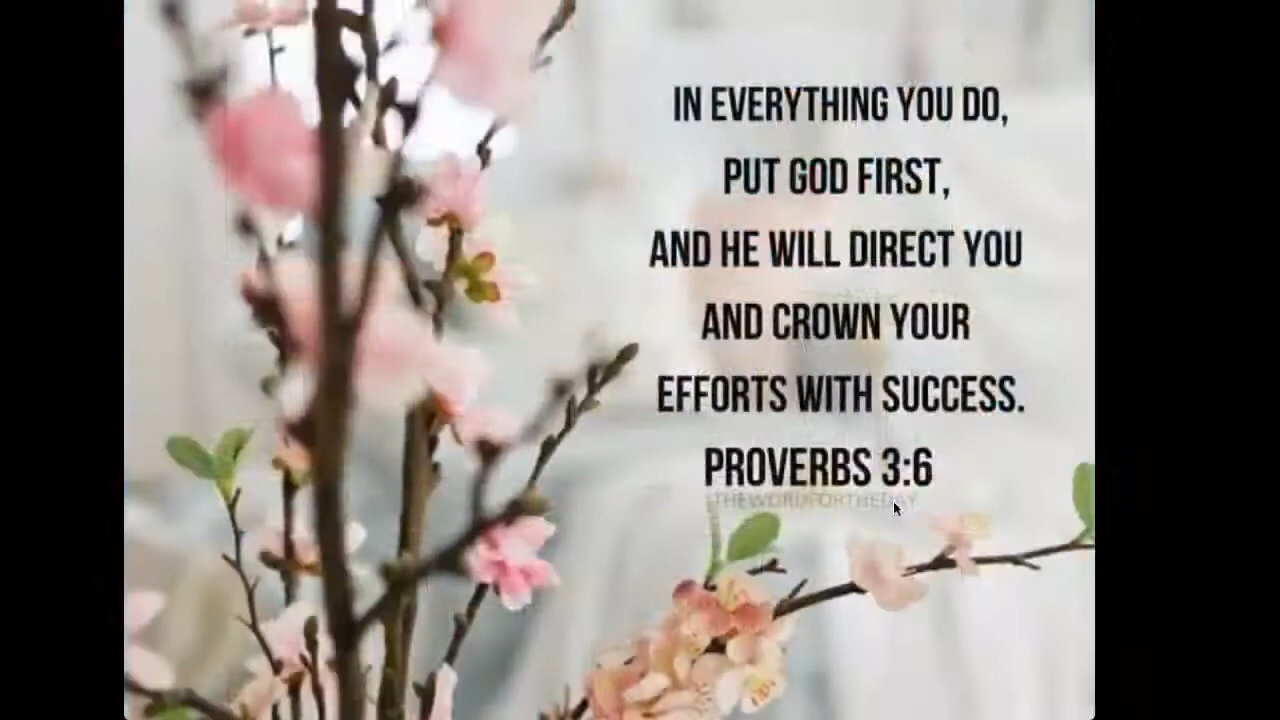 IN EVERYTHING YOU DO,
PUT GOD FIRST,
AND HE WILL DIRECT YOU
AND CROWN YOUR
EFFORTS WITH SUCCESS.
PROVERBS 3:6
#THEWORDFORTHEDAY